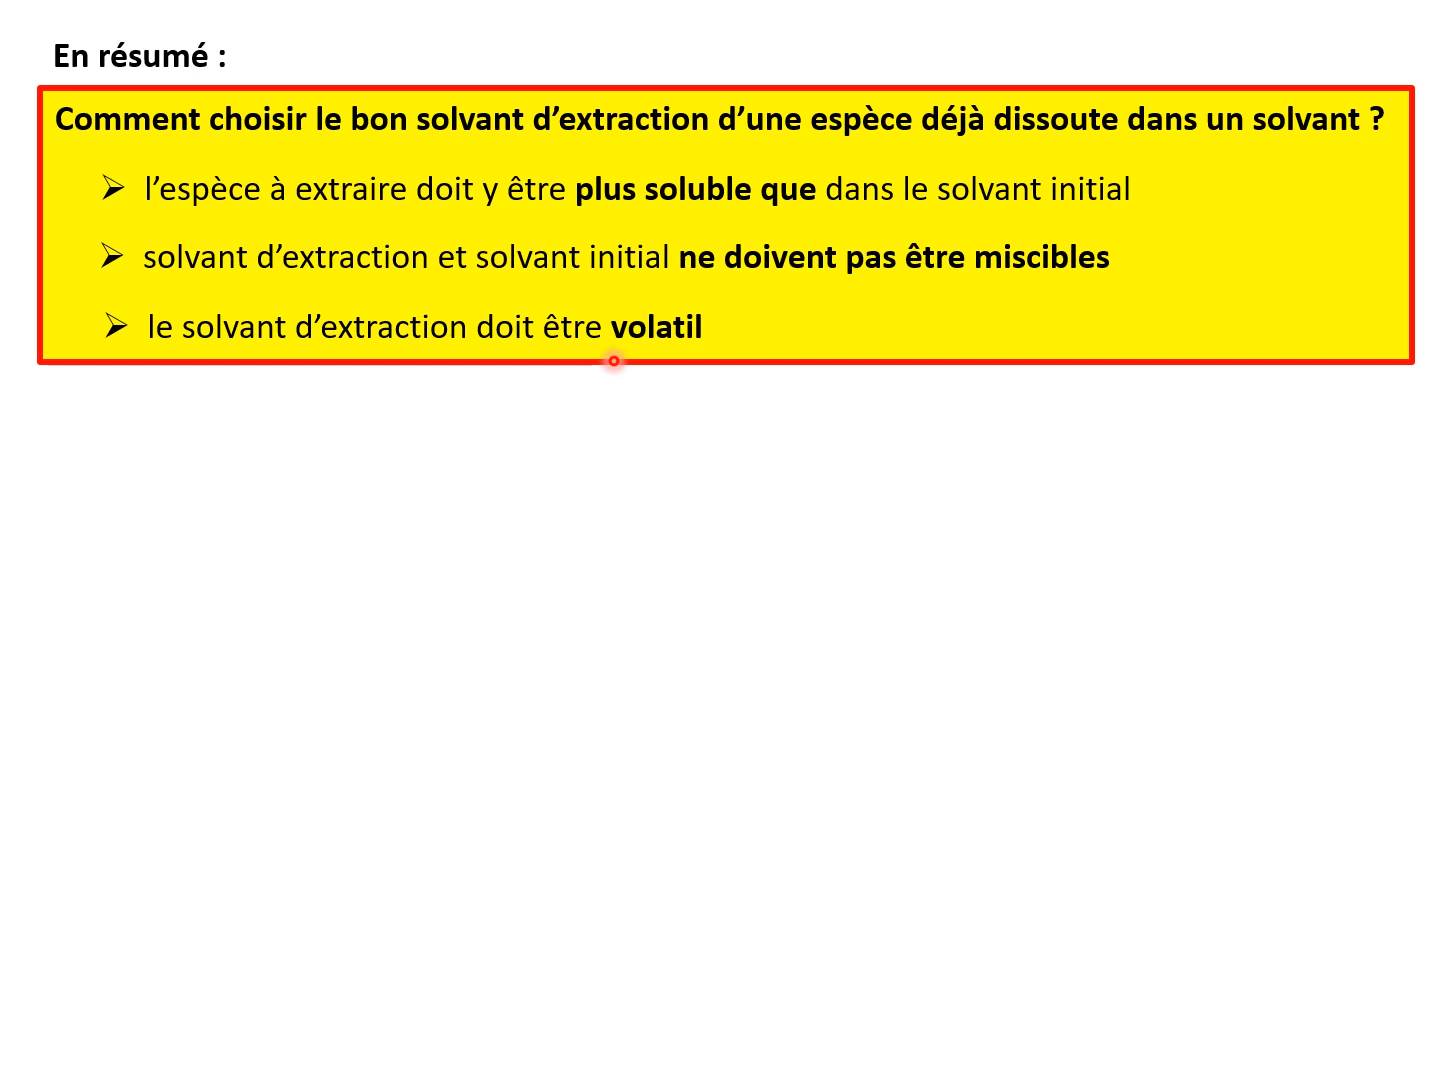 En résumé :
Comment choisir le bon solvant d’extraction d’une espèce déjà dissoute dans un solvant ?
➢ l’espèce à extraire doit y être plus soluble que dans le solvant initial
➢ solvant d’extraction et solvant initial ne doivent pas être miscibles
➢ le solvant d’extraction doit être volatil